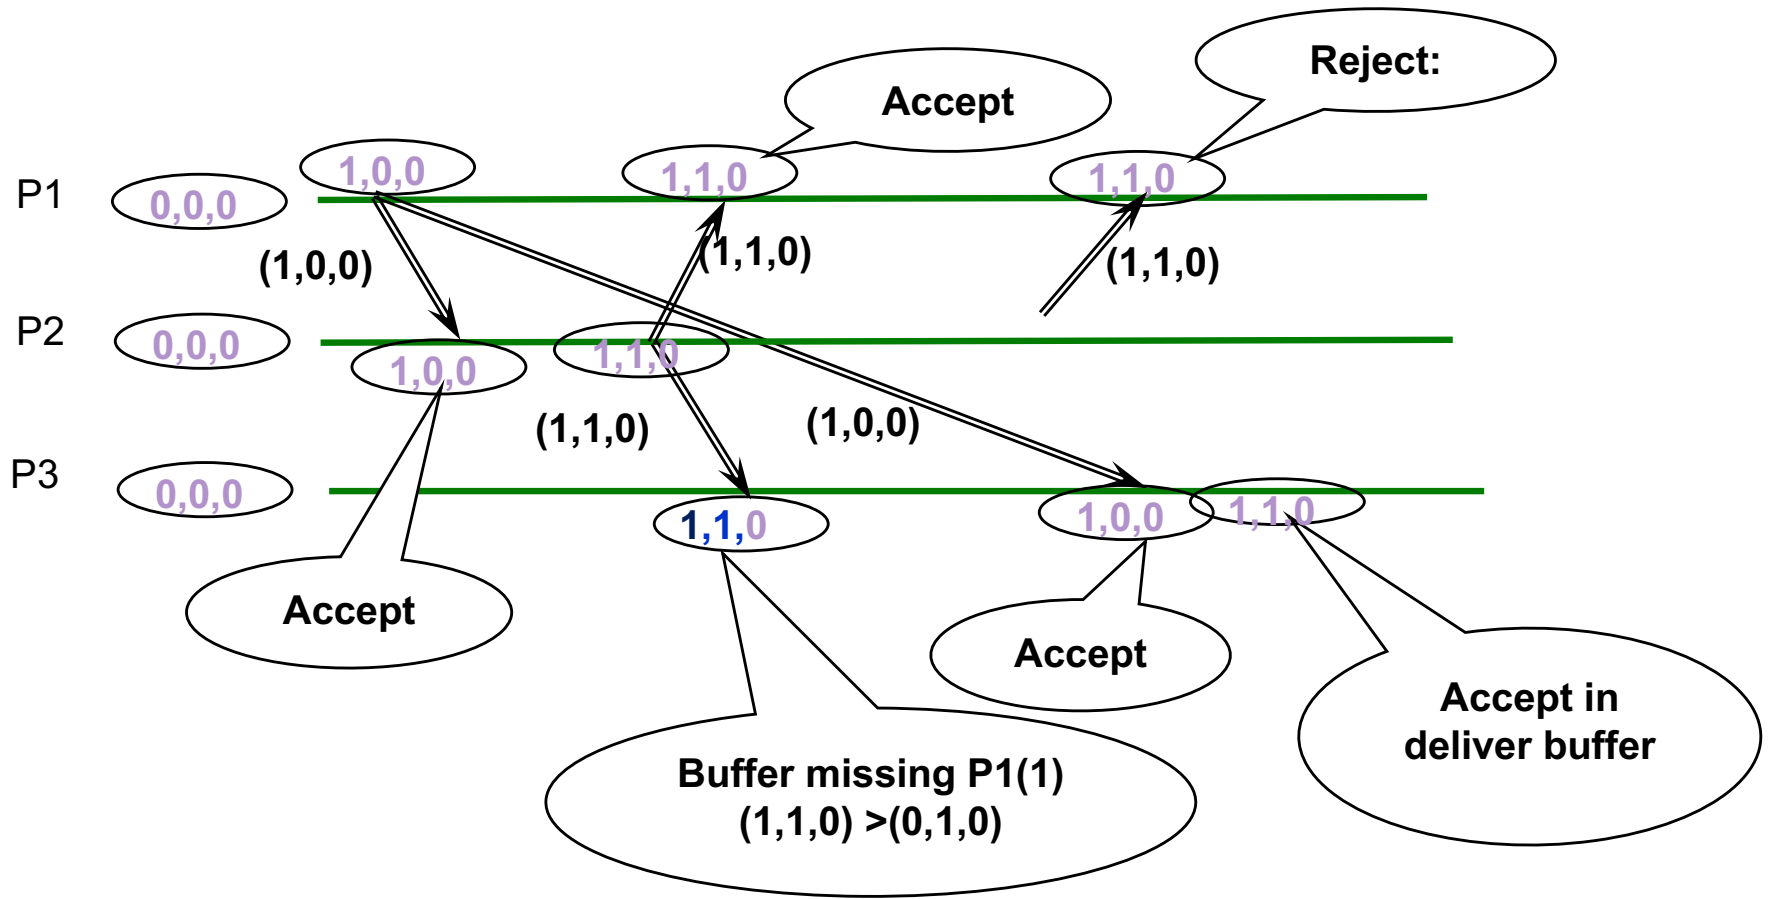 Reject:
Accept
P1
0,0,0
1,0,0
1,1,0
1,1,0
(1,0,0)
(1,1,0)
(1,1,0)
P2
0,0,0
1,0,0
1,1,0
(1,1,0)
(1,0,0)
P3
0,0,0
1,1,0
1,0,0
1,1,0
Accept
Accept
Accept in
deliver buffer
Buffer missing P1(1)
(1,1,0) >(0,1,0)